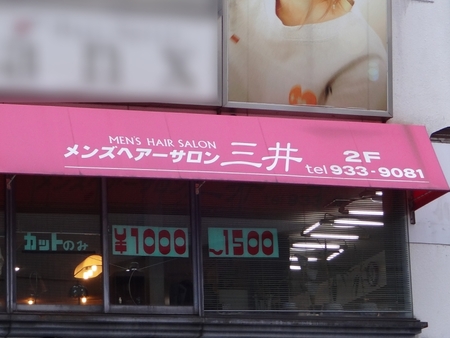 MEN'S HAIR SALON
メンズヘアーサロン 三井 2F
tel 933-9081
カットのみ ¥1000 ~1500